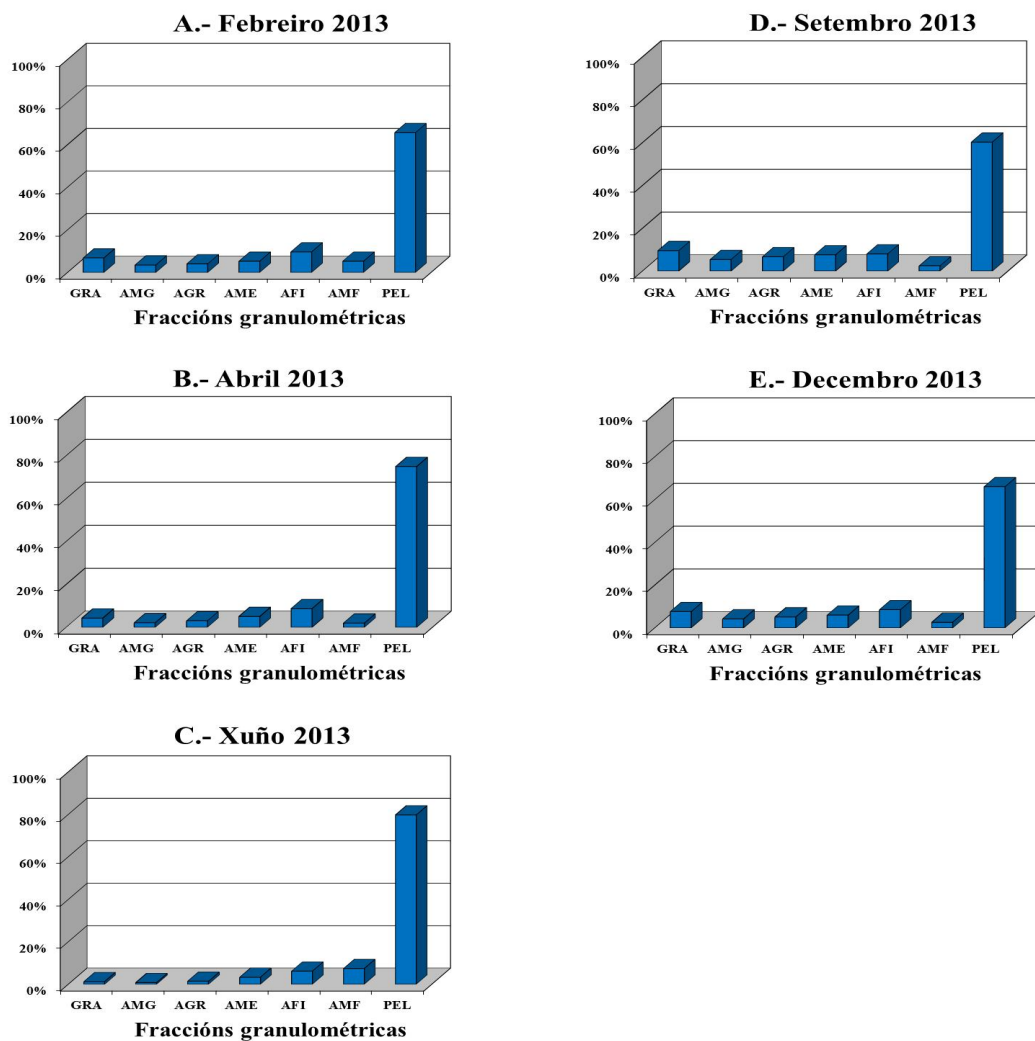 A.- Febreiro 2013
100%
80%
60%
40%
20%
0%
GRA AMG AGR AME AFI AMF PEL
Fraccións granulométricas
B.- Abril 2013
100%
80%
60%
40%
20%
0%
GRA AMG AGR AME AFI AMF PEL
Fraccións granulométricas
C.- Xuño 2013
100%
80%
60%
40%
20%
0%
GRA AMG AGR AME AFI AMF PEL
Fraccións granulométricas
D.- Setembro 2013
100%
80%
60%
40%
20%
0%
GRA AMG AGR AME AFI AMF PEL
Fraccións granulométricas
E.- Decembro 2013
100%
80%
60%
40%
20%
0%
GRA AMG AGR AME AFI AMF PEL
Fraccións granulométricas